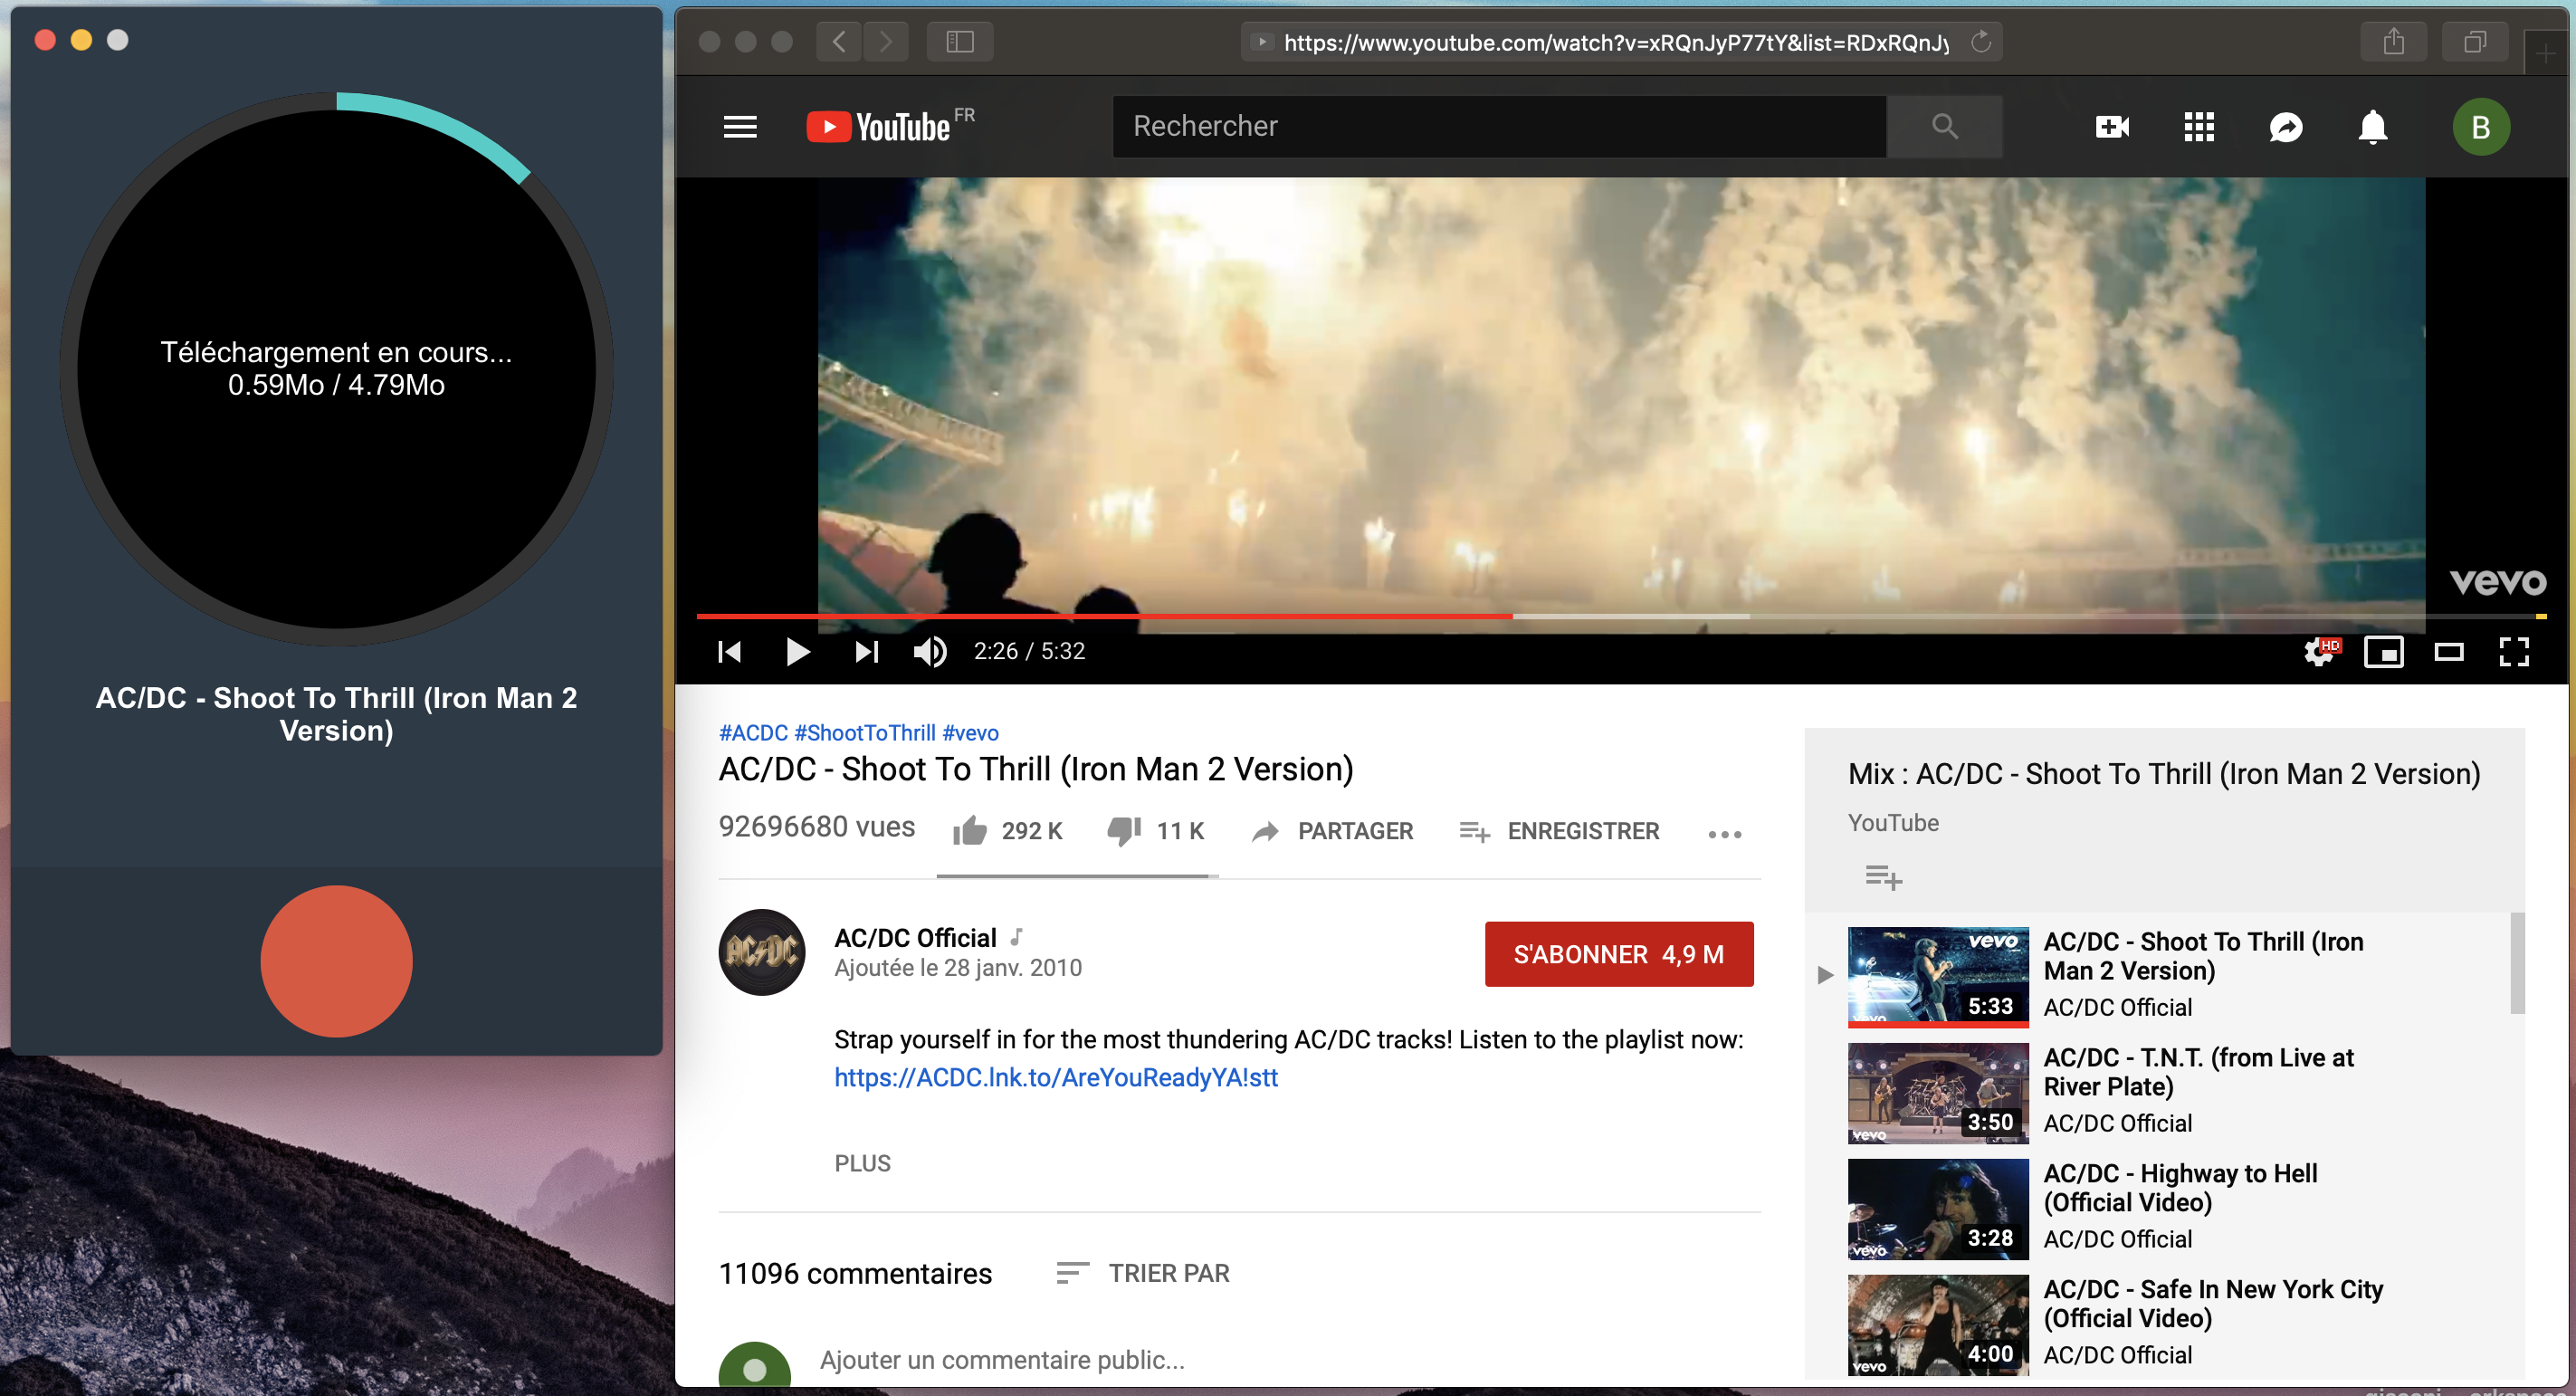 Téléchargement en cours...
0.59Mo / 4.79Mo
AC/DC - Shoot To Thrill (Iron Man 2
Version)
https://www.youtube.com/watch?v=xRQnJyP77tY&list=RDxRQnJy
YouTube FR
Rechercher
B
vevo
2:26 / 5:32
HD
#ACDC #ShootToThrill #vevo
AC/DC - Shoot To Thrill (Iron Man 2 Version)
92696680 vues
292 K
11 K
PARTAGER
ENREGISTRER
AC/DC
AC/DC Official
Ajoutée le 28 janv. 2010
S'ABONNER 4,9 M
Strap yourself in for the most thundering AC/DC tracks! Listen to the playlist now:
https://ACDC.lnk.to/AreYouReadyYA!stt
PLUS
11096 commentaires
TRIER PAR
Ajouter un commentaire public...
Mix : AC/DC - Shoot To Thrill (Iron Man 2 Version)
YouTube
vevo
vevo
5:33
AC/DC - Shoot To Thrill (Iron
Man 2 Version)
AC/DC Official
vevo
3:50
AC/DC - T.N.T. (from Live at
River Plate)
AC/DC Official
vevo
3:28
AC/DC - Highway to Hell
(Official Video)
AC/DC Official
vevo
4:00
AC/DC - Safe In New York City
(Official Video)
AC/DC Official